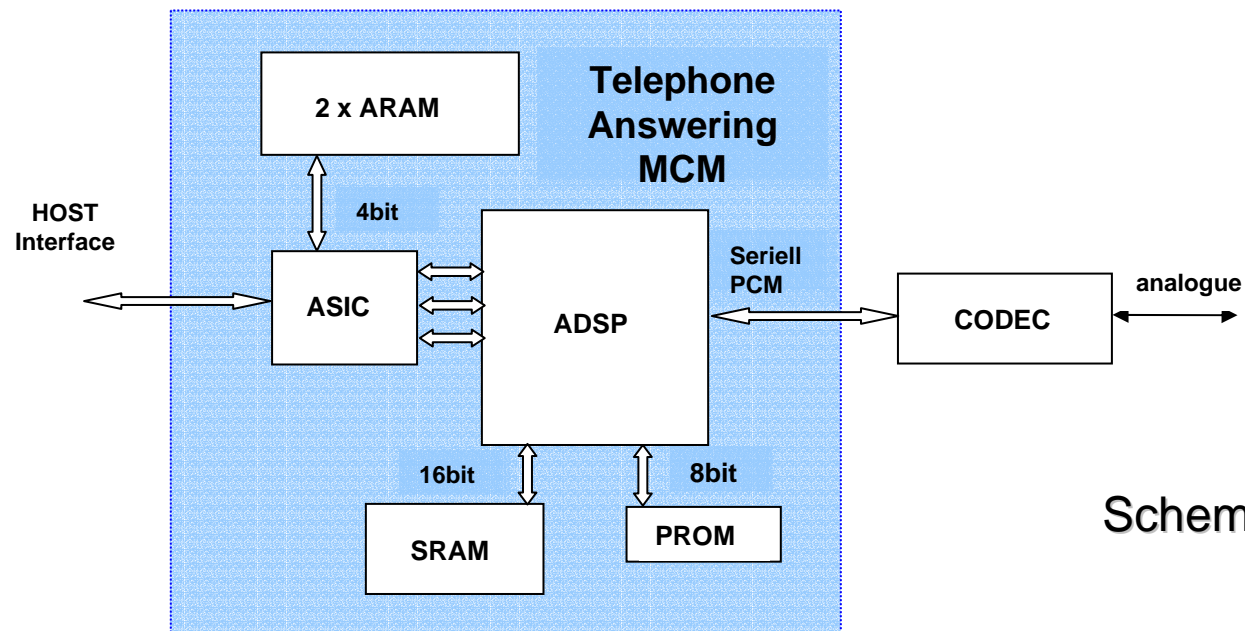 Telephone
Answering
MCM
2 x ARAM
4bit
HOST
Interface
ASIC
ADSP
Seriell
PCM
CODEC
analogue
16bit
8bit
SRAM
PROM
Schem